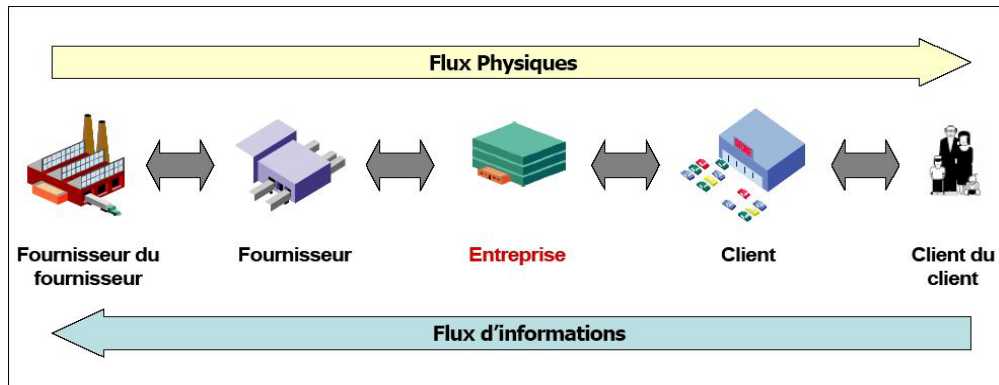 Flux Physiques
Fournisseur du
fournisseur
Fournisseur
Entreprise
Client
Client du
client
Flux d'informations